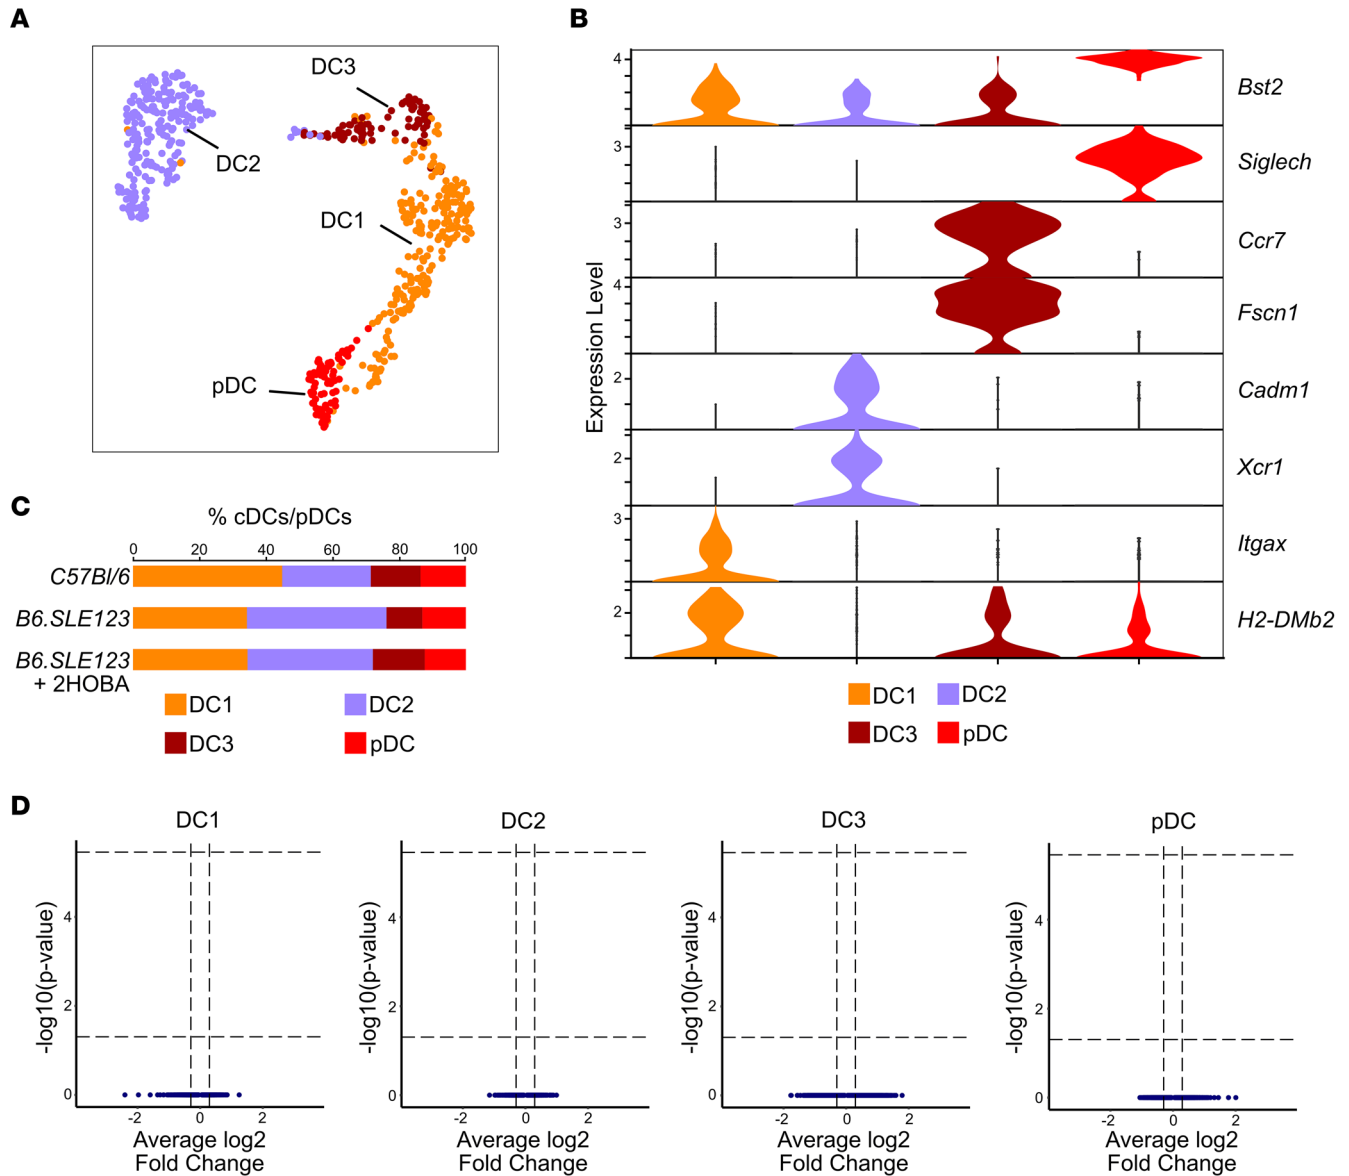 A
DC3
DC2
DC1
pDC
B
Expression Level
4
Bst2
3
Siglech
3
Ccr7
4
Fscn1
2
Cadm1
2
Xcr1
3
Itgax
2
H2-DMb2
DC1
DC2
DC3
pDC
C
% cDCs/pDCs
0 20 40 60 80 100
C57Bl/6
B6.SLE123
B6.SLE123
+ 2HOBA
DC1
DC2
DC3
pDC
D
DC1
-log10(p-value)
4
2
0
-2 0 2
Average log2
Fold Change
DC2
-log10(p-value)
4
2
0
-2 0 2
Average log2
Fold Change
DC3
-log10(p-value)
4
2
0
-2 0 2
Average log2
Fold Change
pDC
-log10(p-value)
4
2
0
-2 0 2
Average log2
Fold Change